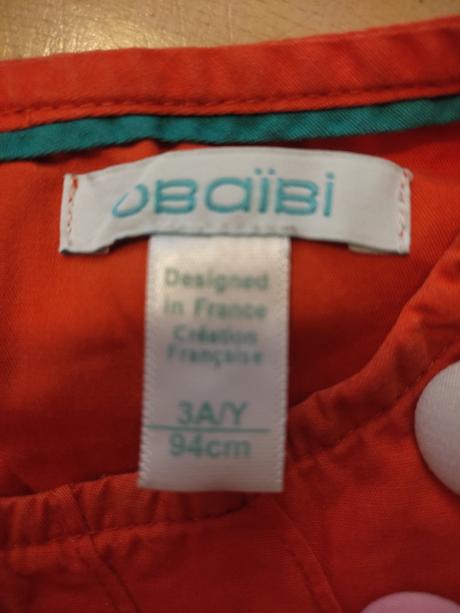 OBaïBi
Designed
in France
Création
Française
3A/Y
94cm